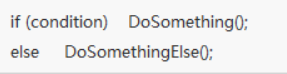 if (condition) DoSomething();
else DoSomethingElse();